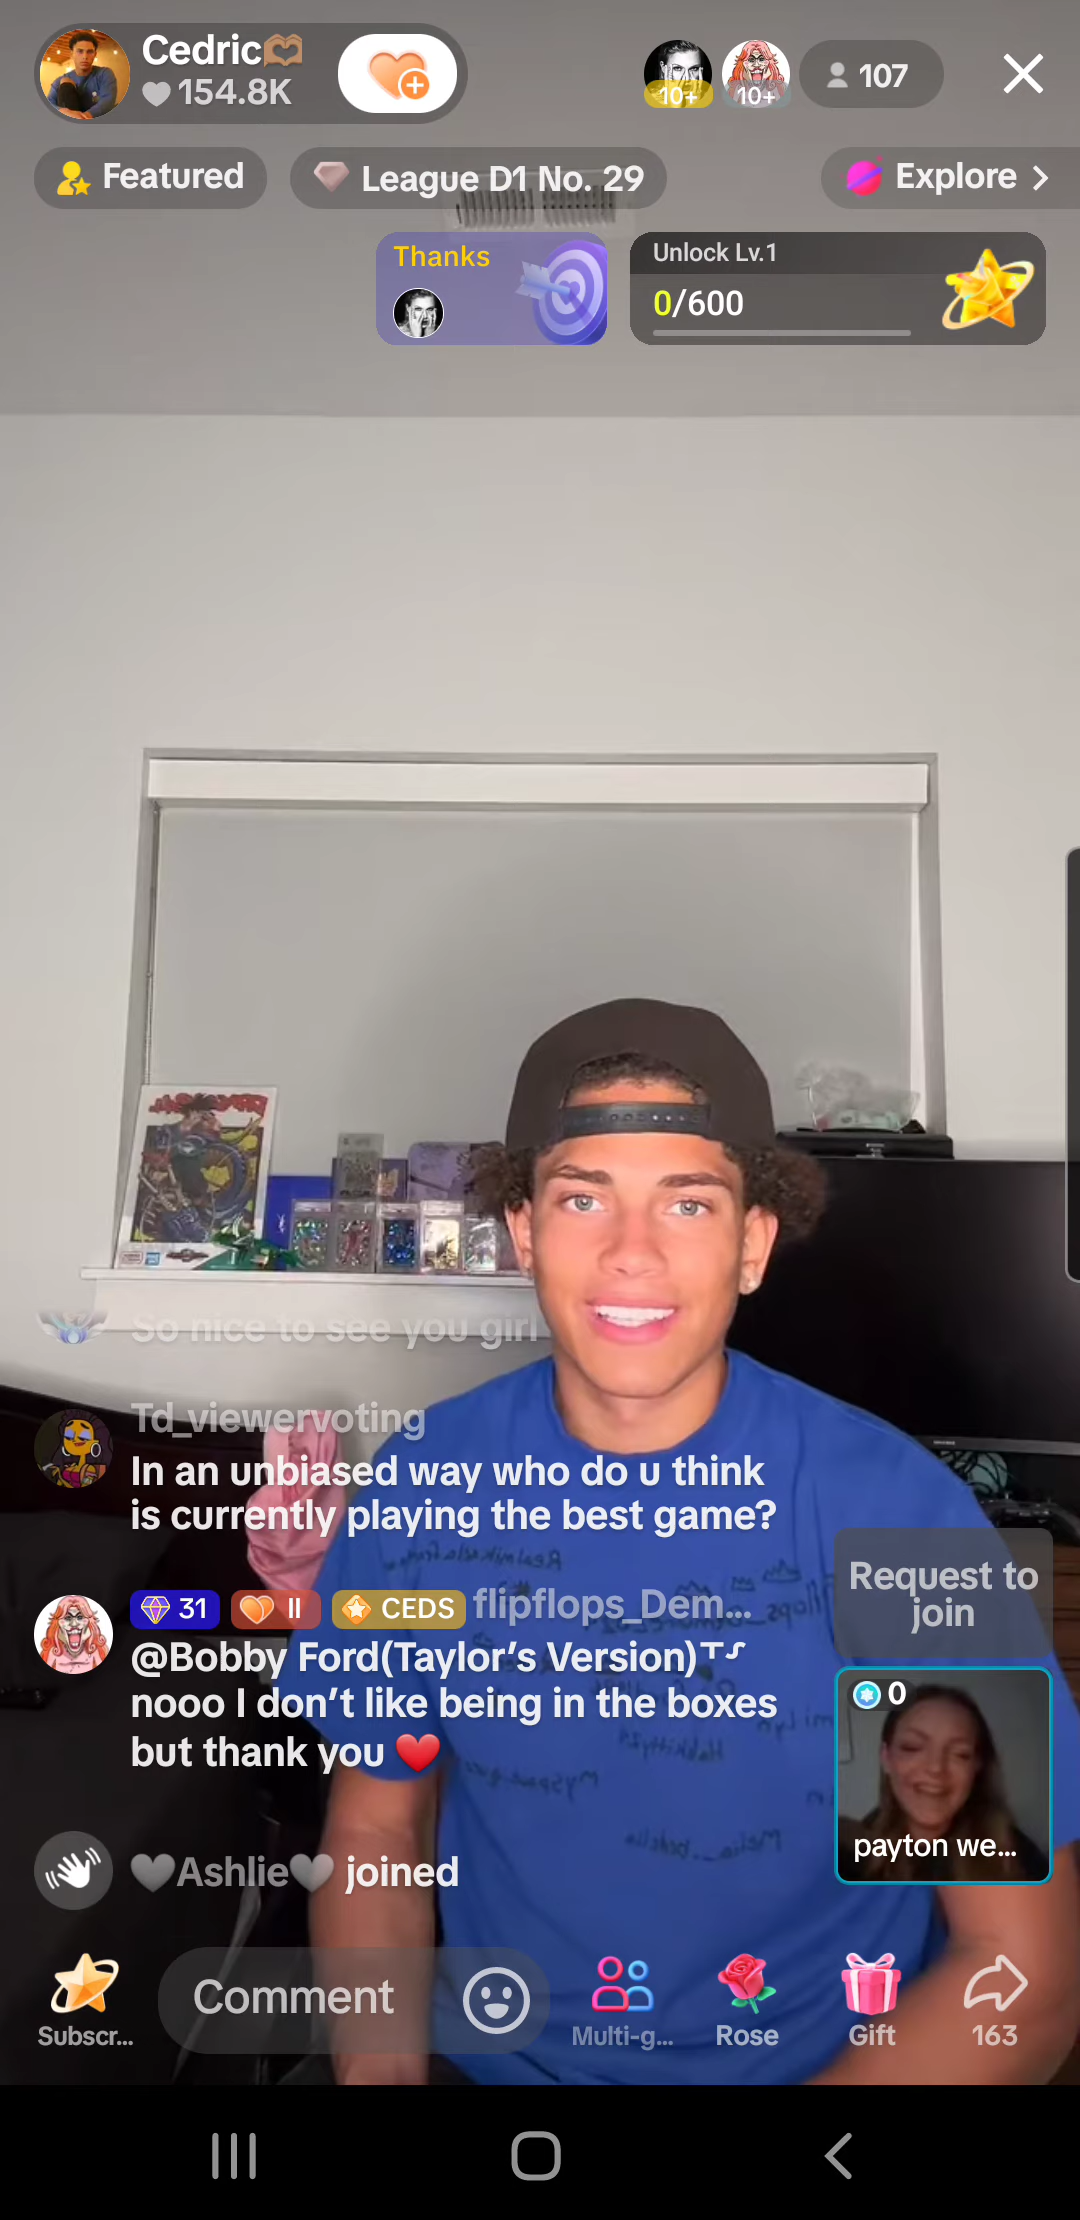 Cedric🫶🏽
154.8K
10+
10+
107
Featured
League D1 No. 29
Explore >
Thanks
Unlock Lv.1
0/600
So nice to see you girl
Td_viewervoting
In an unbiased way who do u think
is currently playing the best game?
31 II CEDS flipflops_Dem...
@Bobby Ford(Taylor's Version)
nooo I don't like being in the boxes
but thank you ❤️
🩶Ashlie🩶 joined
Request to
join
0
payton we...
Comment
Subscr...
Multi-g...
Rose
Gift
163